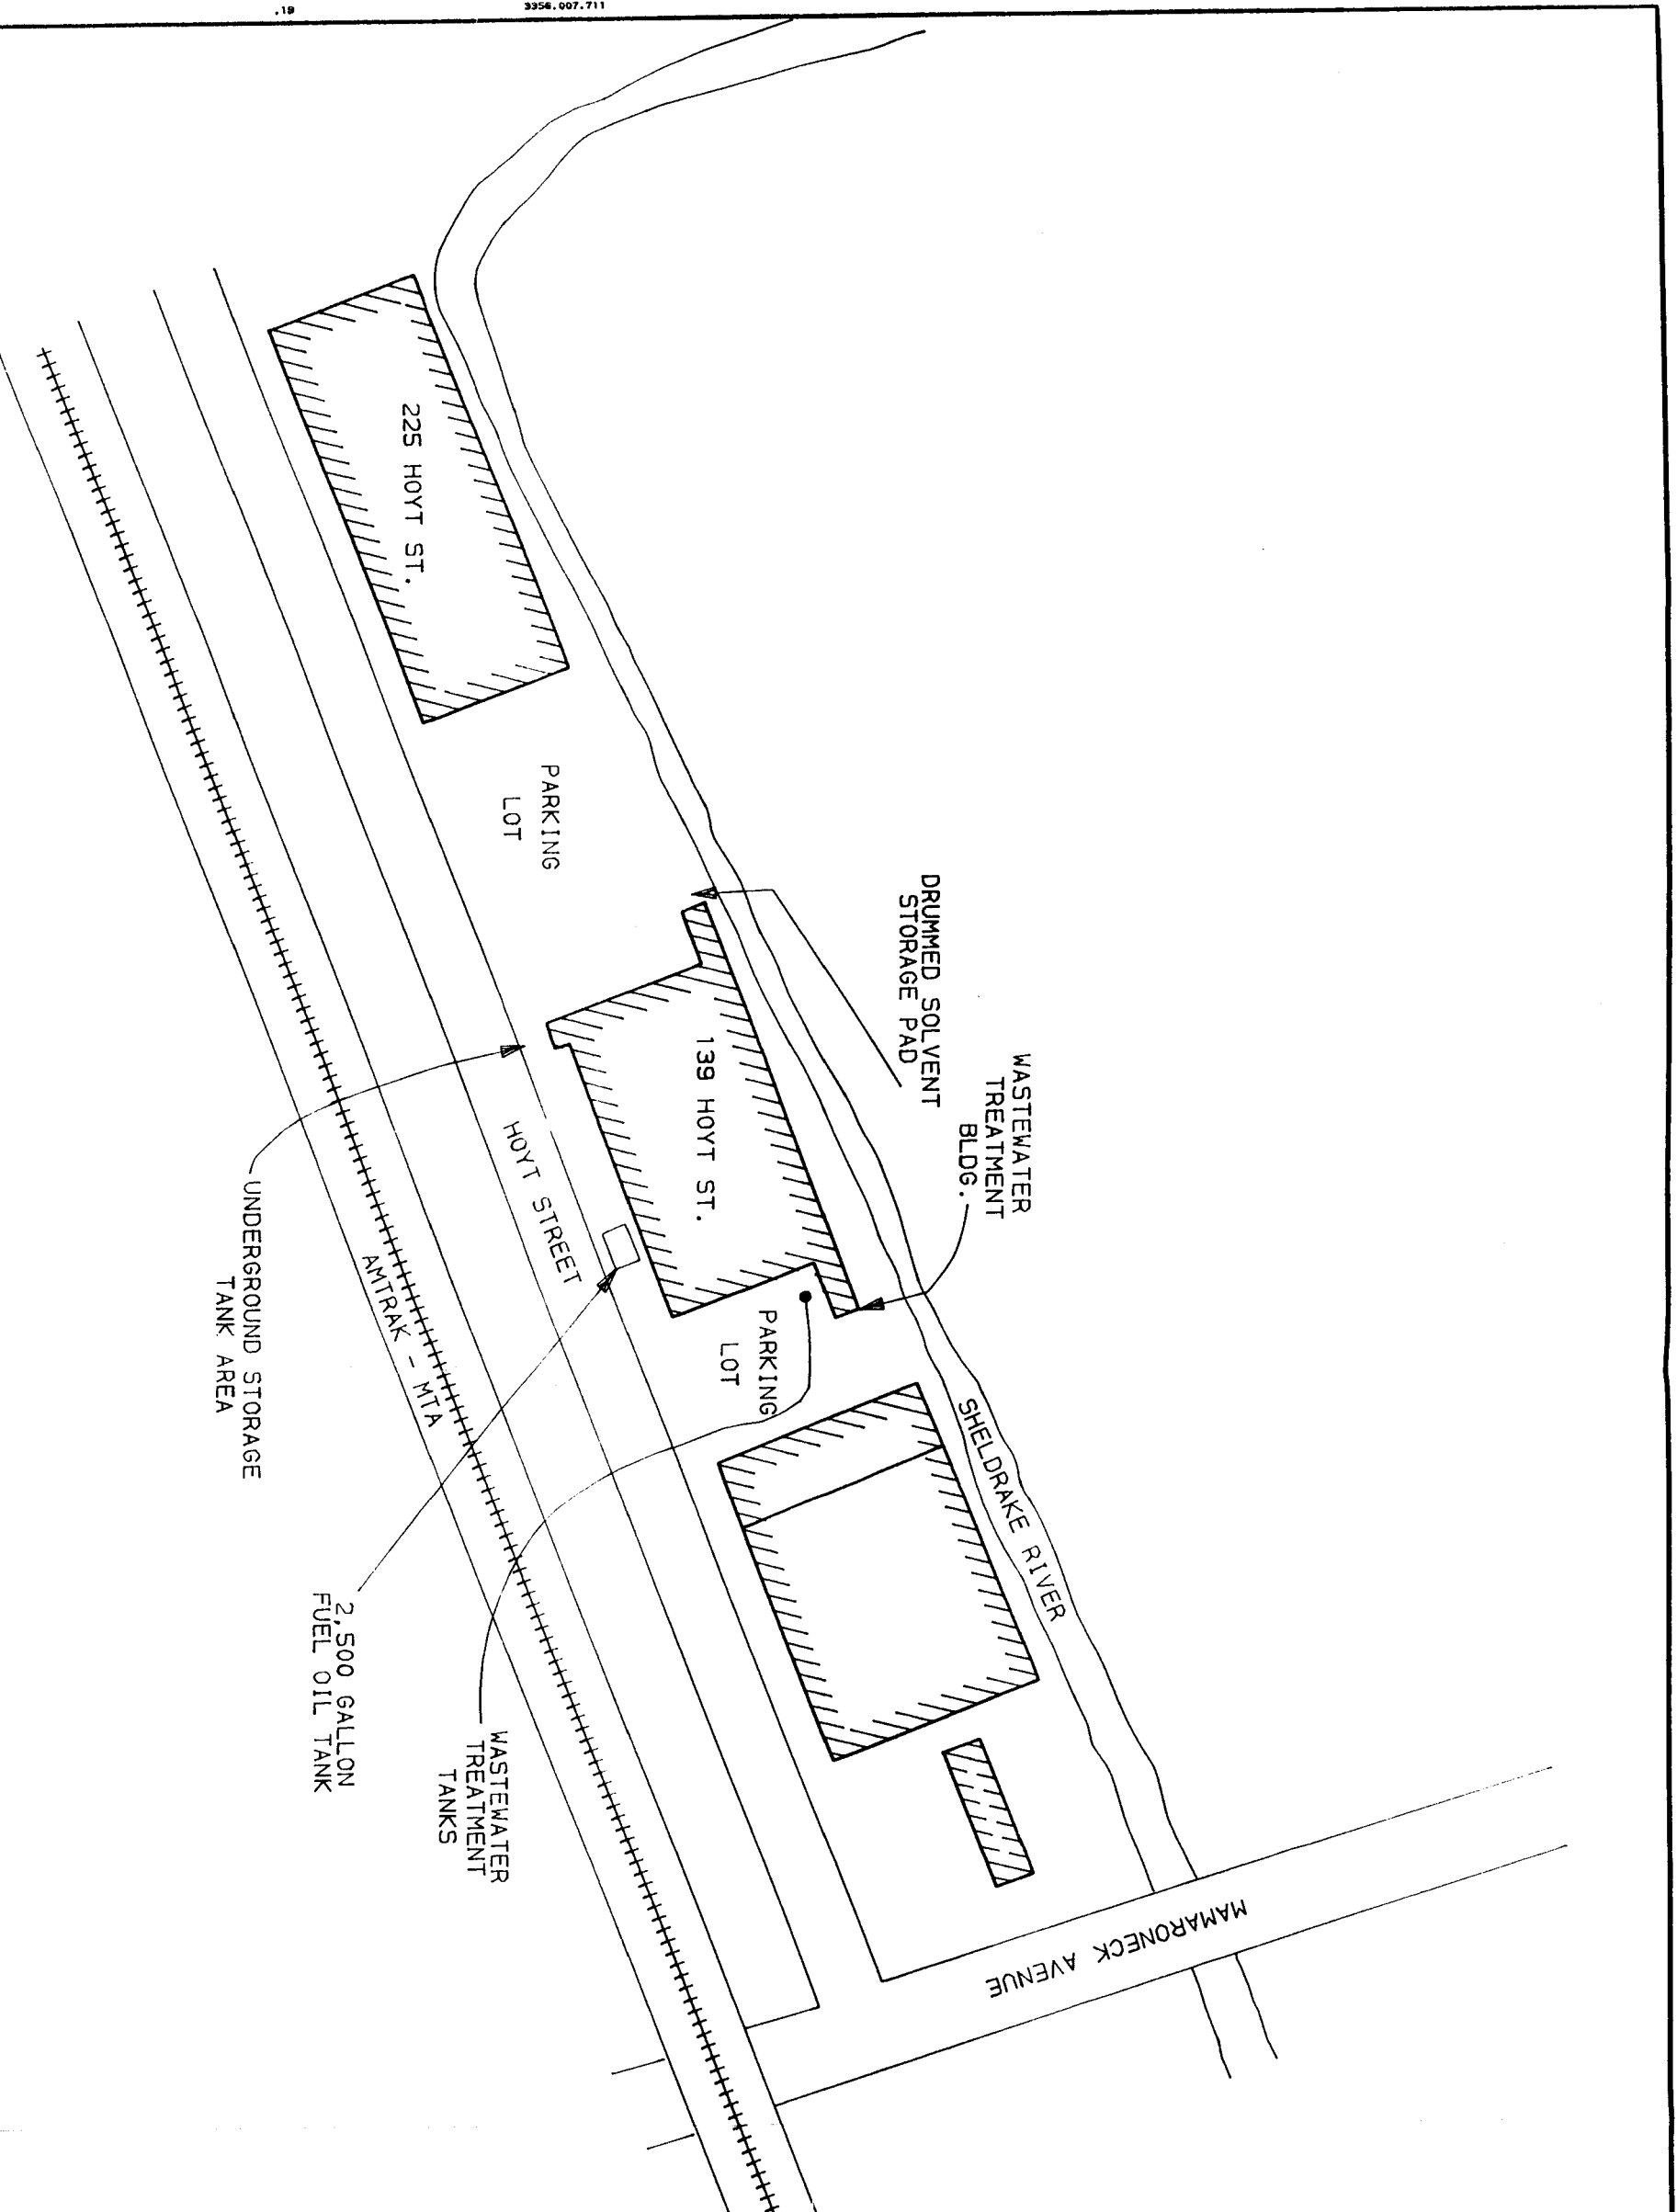 .19
3356.007.711
225 HOYT ST.
PARKING
LOT
DRUMMED SOLVENT
STORAGE PAD
WASTEWATER
TREATMENT
BLDG.
139 HOYT ST.
HOYT STREET
PARKING
LOT
SHELDRAKE RIVER
AMTRAK - MTA
UNDERGROUND STORAGE
TANK AREA
2,500 GALLON
FUEL OIL TANK
WASTEWATER
TREATMENT
TANKS
MAMARONECK AVENUE